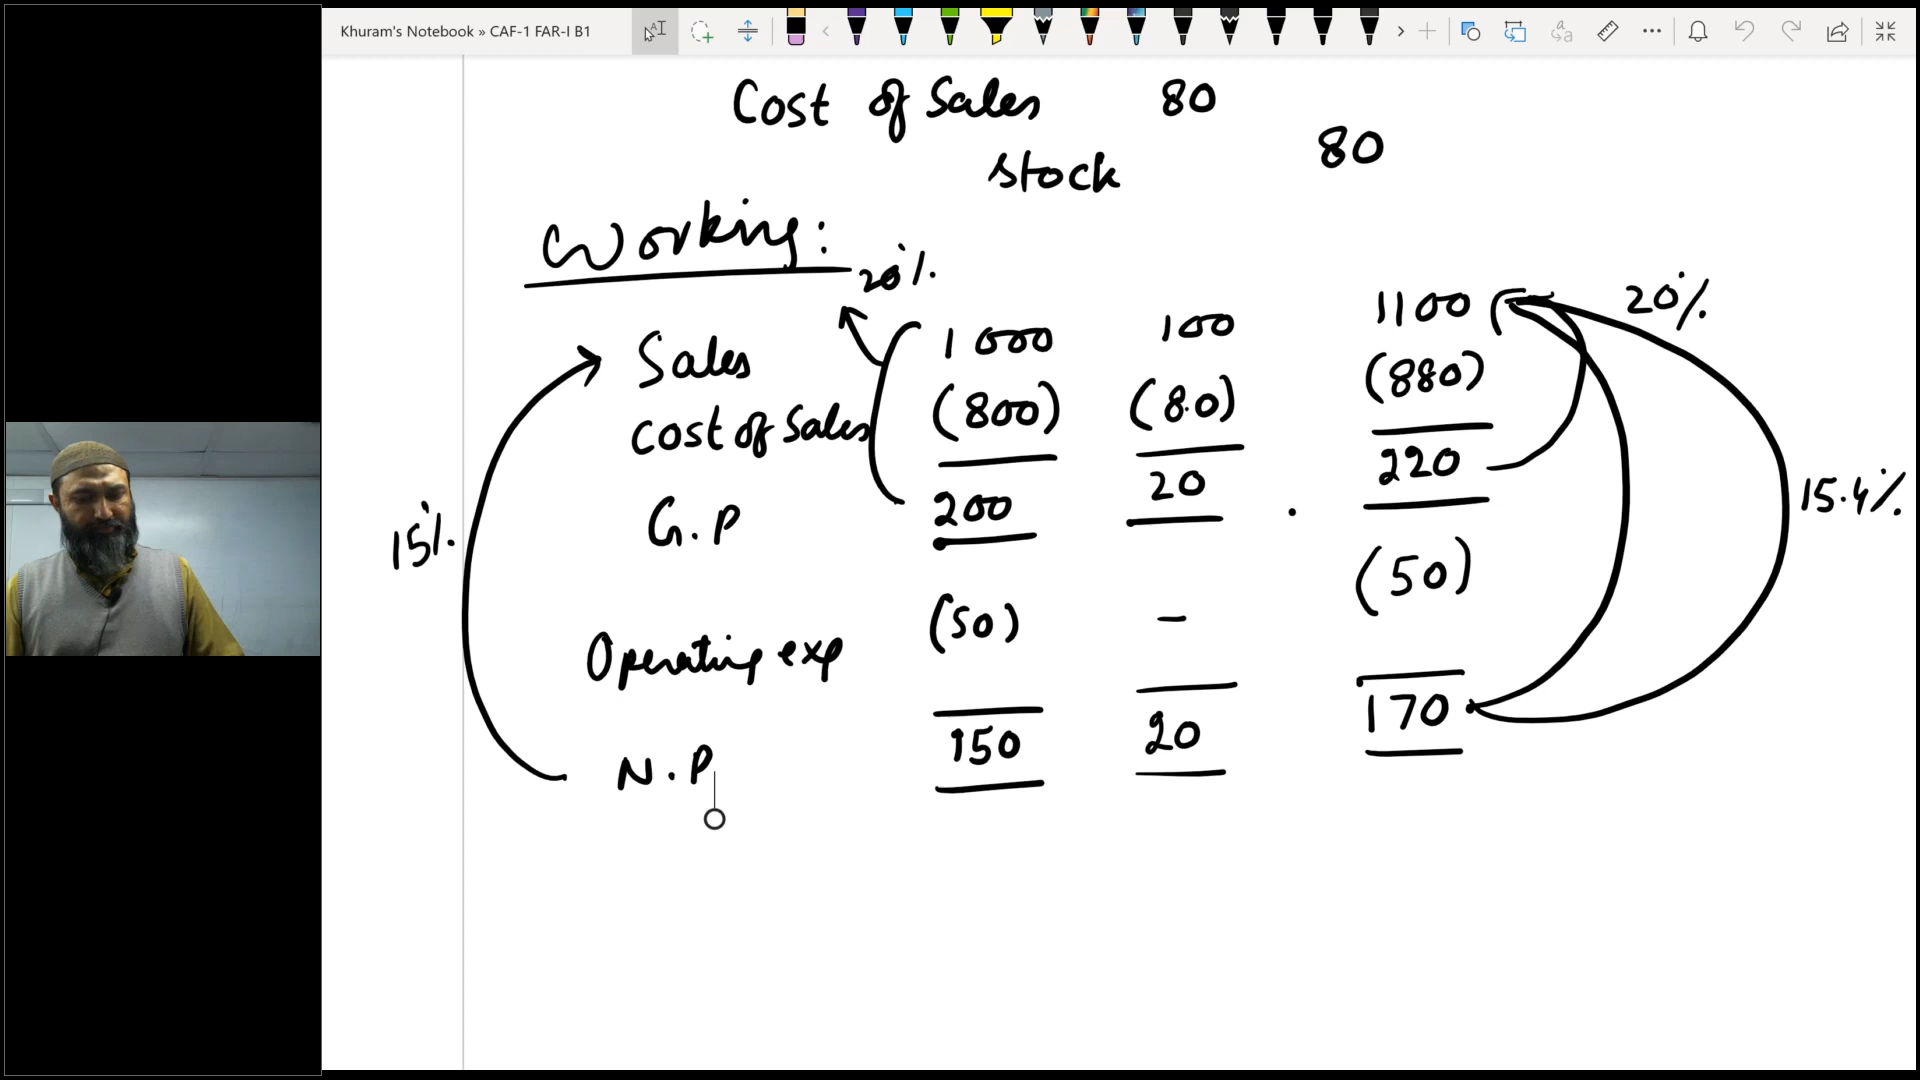 Khuram's Notebook » CAF-1 FAR-I B1
Cost of Sales 80
stock 80
Working:
20%
Sales 1000 100 1100 20%
Cost of Sales (800) (80) (880)
G.P 200 20 220
15% 15.4%
Operating exp (50) - (50)
N.P 150 20 170